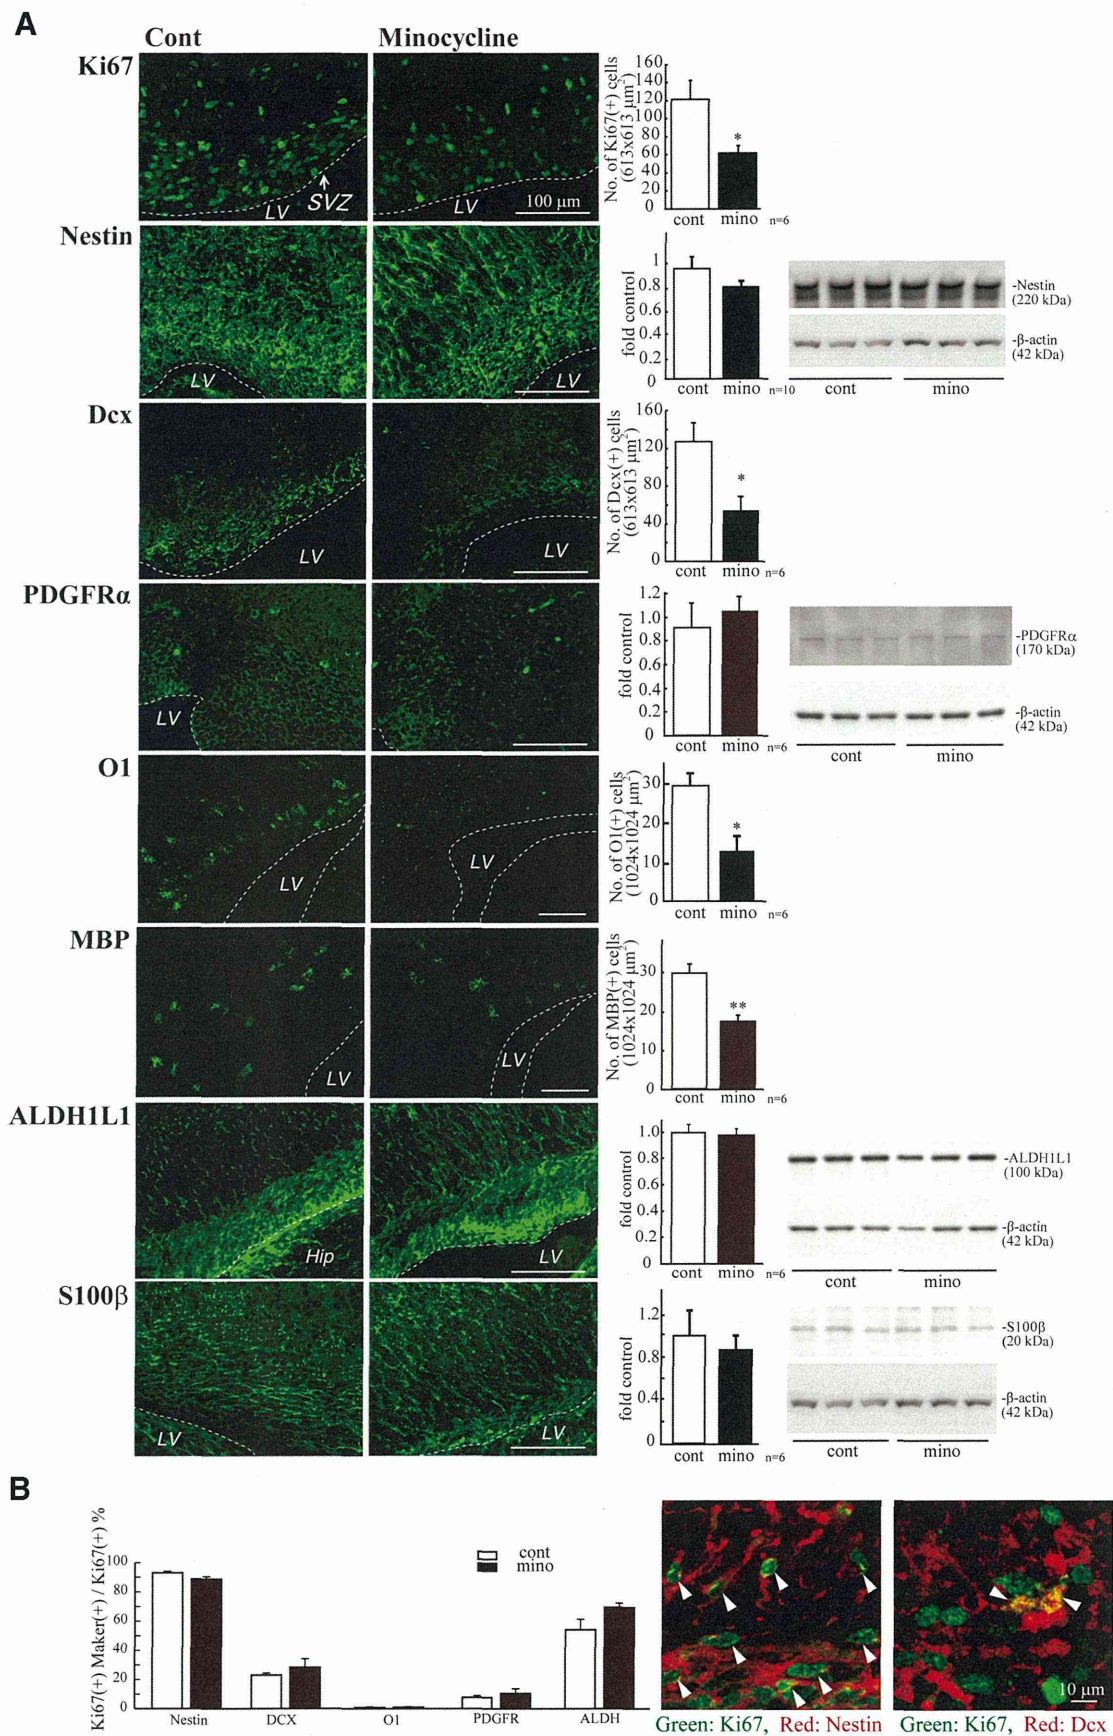 A
Cont Minocycline
Ki67
SVZ
LV
LV
100 µm
No. of Ki67(+) cells
(613x613 µm²)
160
140
120
100
80
60
40
20
0
*
cont mino n=6
Nestin
LV
LV
fold control
1
0.8
0.6
0.4
0.2
0
cont mino n=10
-Nestin
(220 kDa)
-β-actin
(42 kDa)
cont mino
Dcx
LV
LV
No. of Dcx(+) cells
(613x613 µm²)
160
120
80
40
0
*
cont mino n=6
PDGFRα
LV
fold control
1.2
1.0
0.8
0.6
0.4
0.2
0
cont mino n=6
-PDGFRα
(170 kDa)
-β-actin
(42 kDa)
cont mino
O1
LV
LV
No. of O1(+) cells
(1024x1024 µm²)
30
20
10
0
*
cont mino n=6
MBP
LV
LV
No. of MBP(+) cells
(1024x1024 µm²)
30
20
10
0
**
cont mino n=6
ALDH1L1
Hip
LV
fold control
1.0
0.8
0.6
0.4
0.2
0
cont mino n=6
-ALDH1L1
(100 kDa)
-β-actin
(42 kDa)
cont mino
S100β
LV
LV
fold control
1.2
0.8
0.4
0
cont mino n=6
-S100β
(20 kDa)
-β-actin
(42 kDa)
cont mino
B
Ki67(+) Maker(+) / Ki67(+) %
100
80
60
40
20
0
cont
mino
Nestin DCX O1 PDGFR ALDH
10 µm
Green: Ki67, Red: Nestin Green: Ki67, Red: Dcx